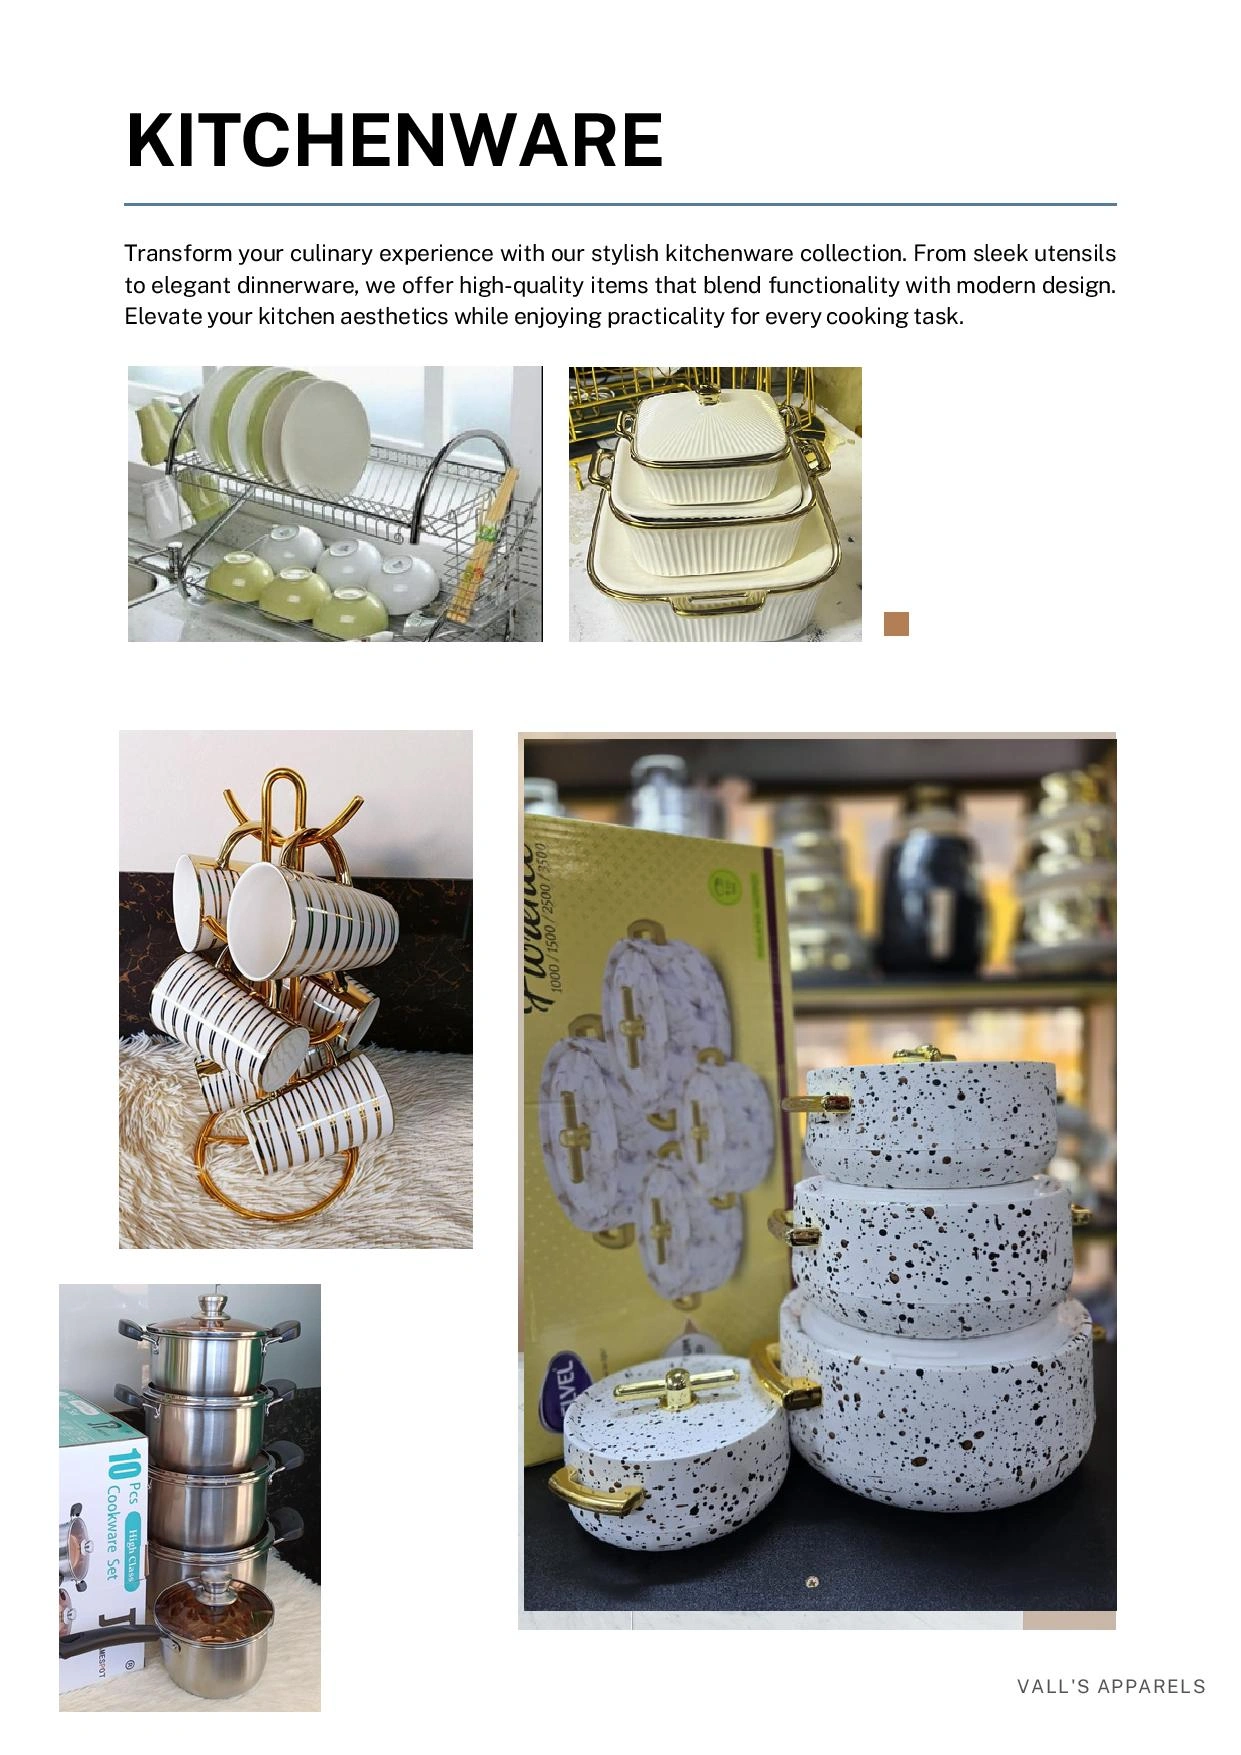 KITCHENWARE
Transform your culinary experience with our stylish kitchenware collection. From sleek utensils
to elegant dinnerware, we offer high-quality items that blend functionality with modern design.
Elevate your kitchen aesthetics while enjoying practicality for every cooking task.
1000 / 1500 / 2500 / 3500
10 Pcs
Cookware Set
High Class
VALL'S APPARELS